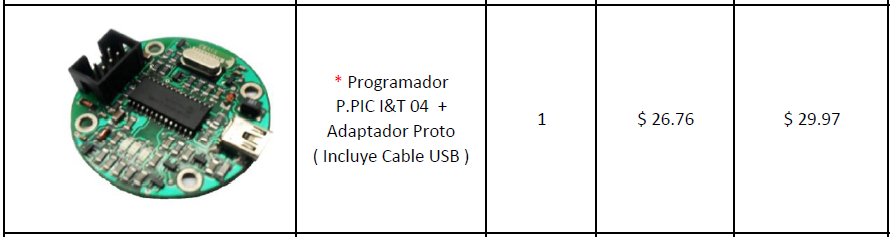 * Programador
P.PIC I&T 04 +
Adaptador Proto
( Incluye Cable USB )
1
$ 26.76
$ 29.97